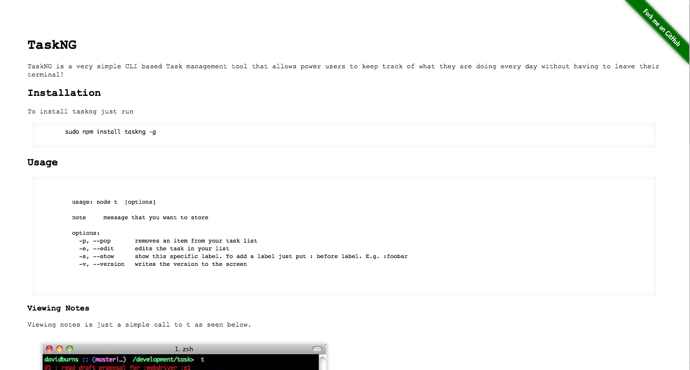 Fork me on GitHub
TaskNG
TaskNG is a very simple CLI based Task management tool that allows power users to keep track of what they are doing every day without having to leave their
terminal!
Installation
To install taskng just run
sudo npm install taskng -g
Usage
usage: node t [options]
note message that you want to store
options:
-p, --pop removes an item from your task list
-e, --edit edits the task in your list
-s, --show show this specific label. To add a label just put : before label. E.g. :foobar
-v, --version writes the version to the screen
Viewing Notes
Viewing notes is just a simple call to t as seen below.
1. zsh
davidburns :: (master|…) /development/task> t
read draft proposal for :webdriver